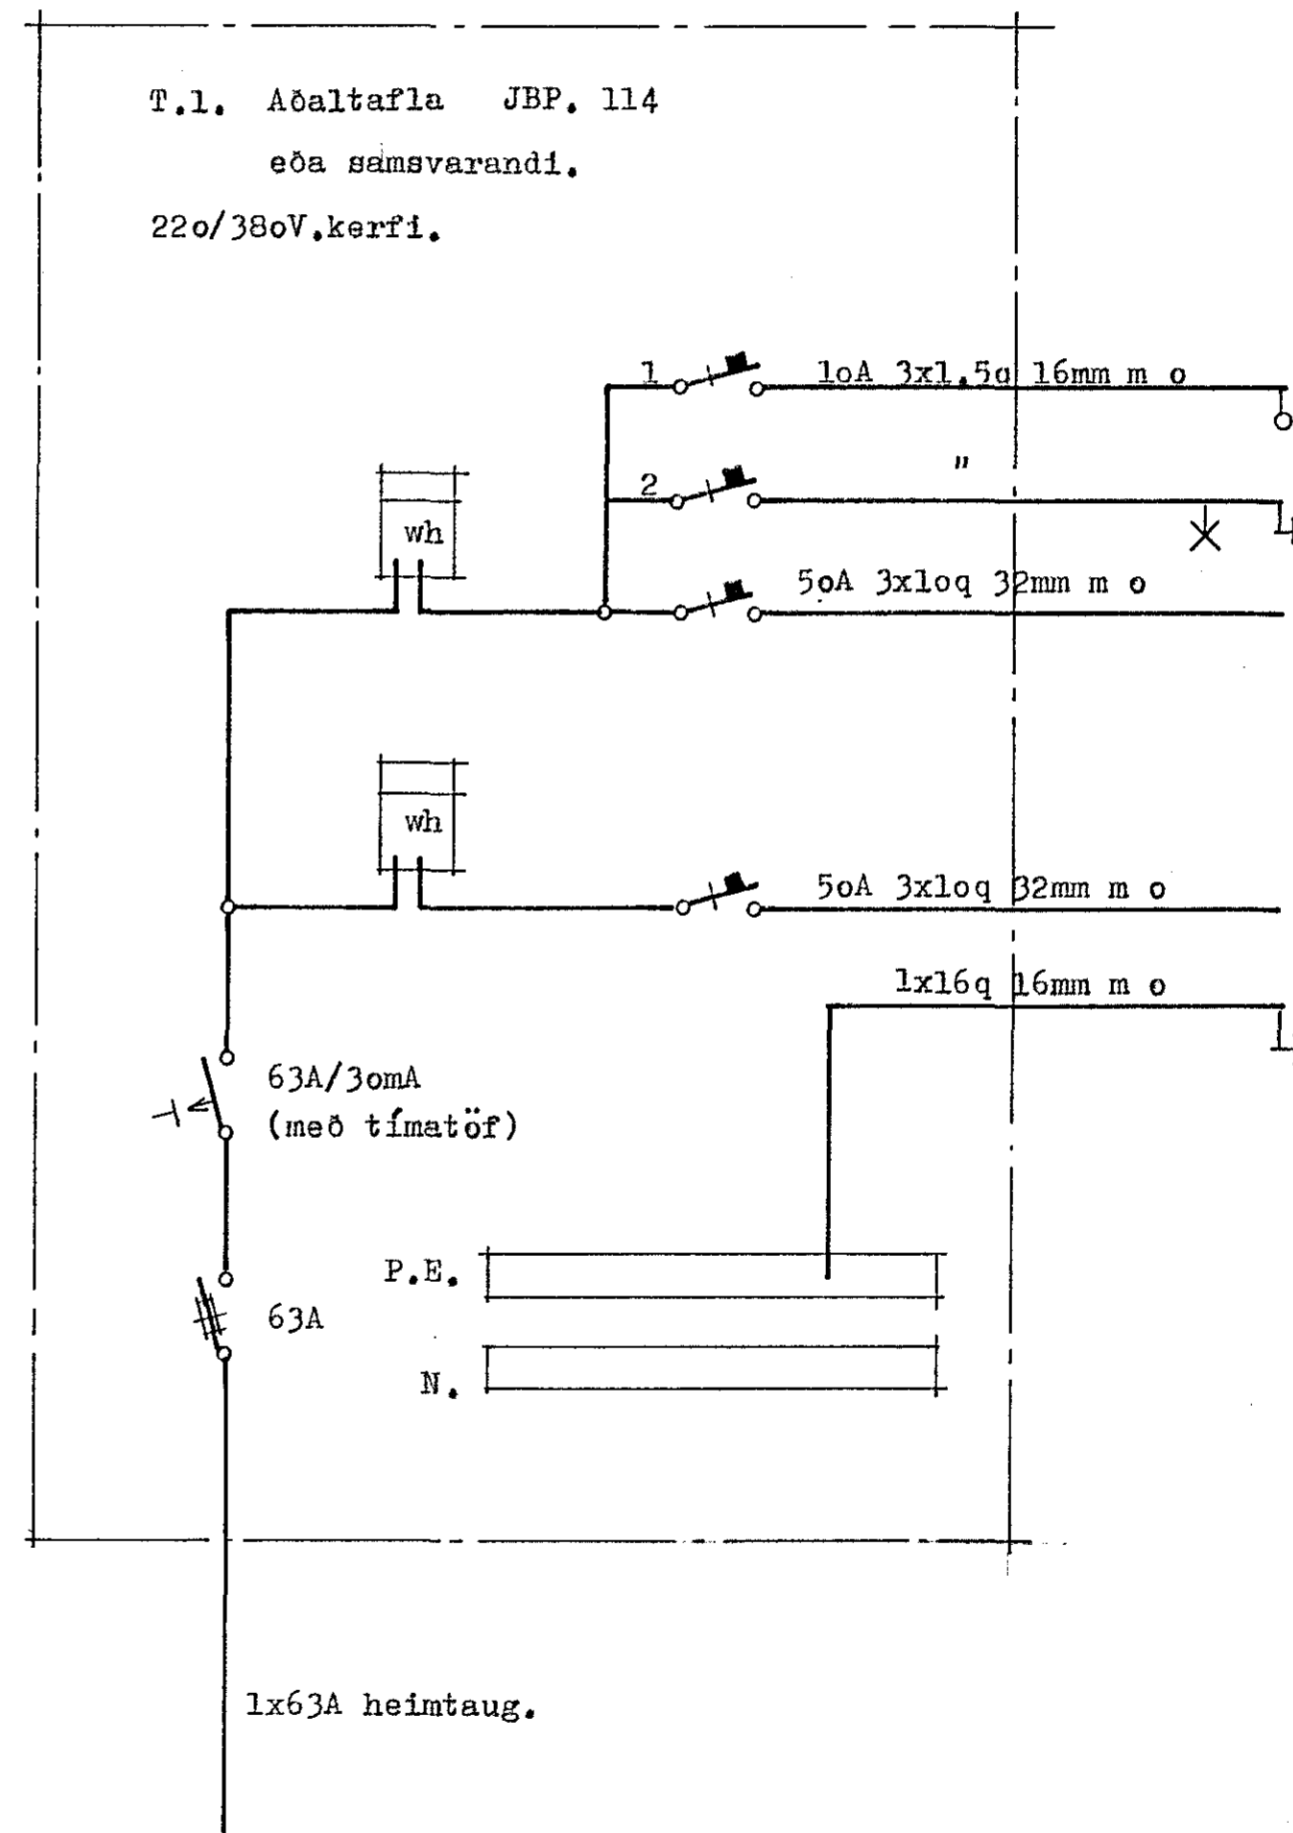 T.1. Aðaltafla JBP. 114
eða samsvarandi.
22o/38oV.kerfi.
1 1oA 3x1.5q 16mm m o
2 "
5oA 3x1oq 32mm m o
wh
wh
5oA 3x1oq 32mm m o
1x16q 16mm m o
63A/3omA
(með tímatöf)
P.E.
63A
N.
1x63A heimtaug.